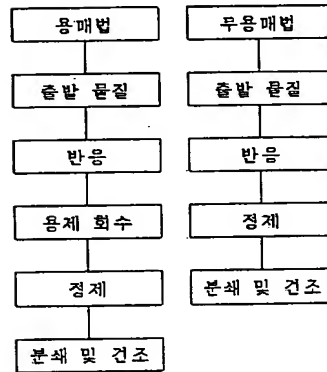 용매법
출발 물질
반응
용제 회수
정제
분쇄 및 건조
무용매법
출발 물질
반응
정제
분쇄 및 건조